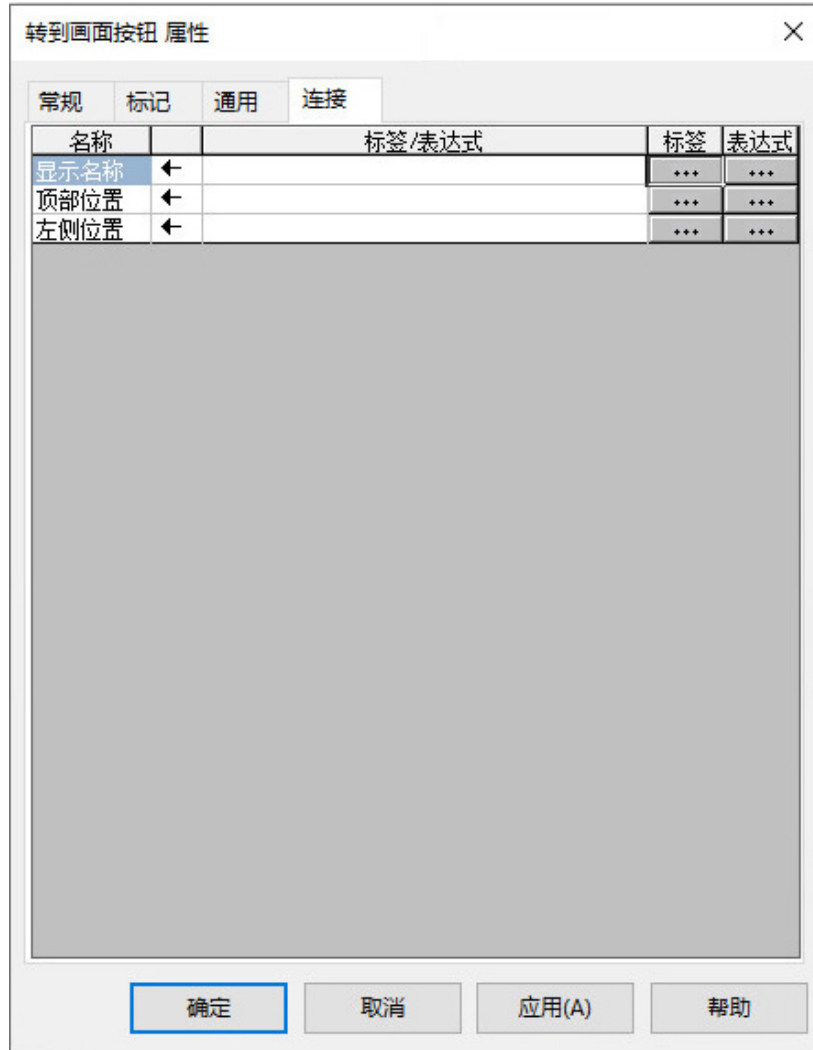 转到画面按钮 属性
常规 标记 通用 连接
名称 标签/表达式 标签 表达式
显示名称 ... ...
顶部位置 ... ...
左侧位置 ... ...
确定 取消 应用(A) 帮助